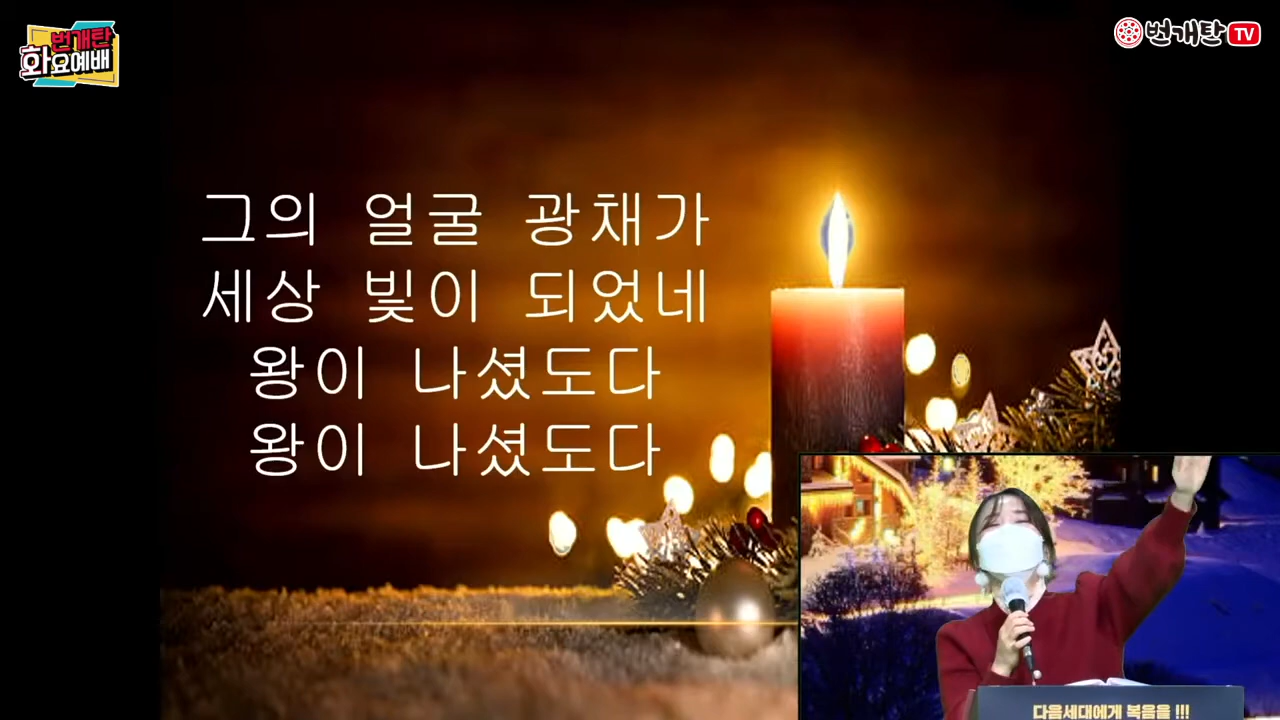 번개탄
화요예배
번개탄 TV
그의 얼굴 광채가
세상 빛이 되었네
왕이 나셨도다
왕이 나셨도다
다음세대에게 복음을 !!!